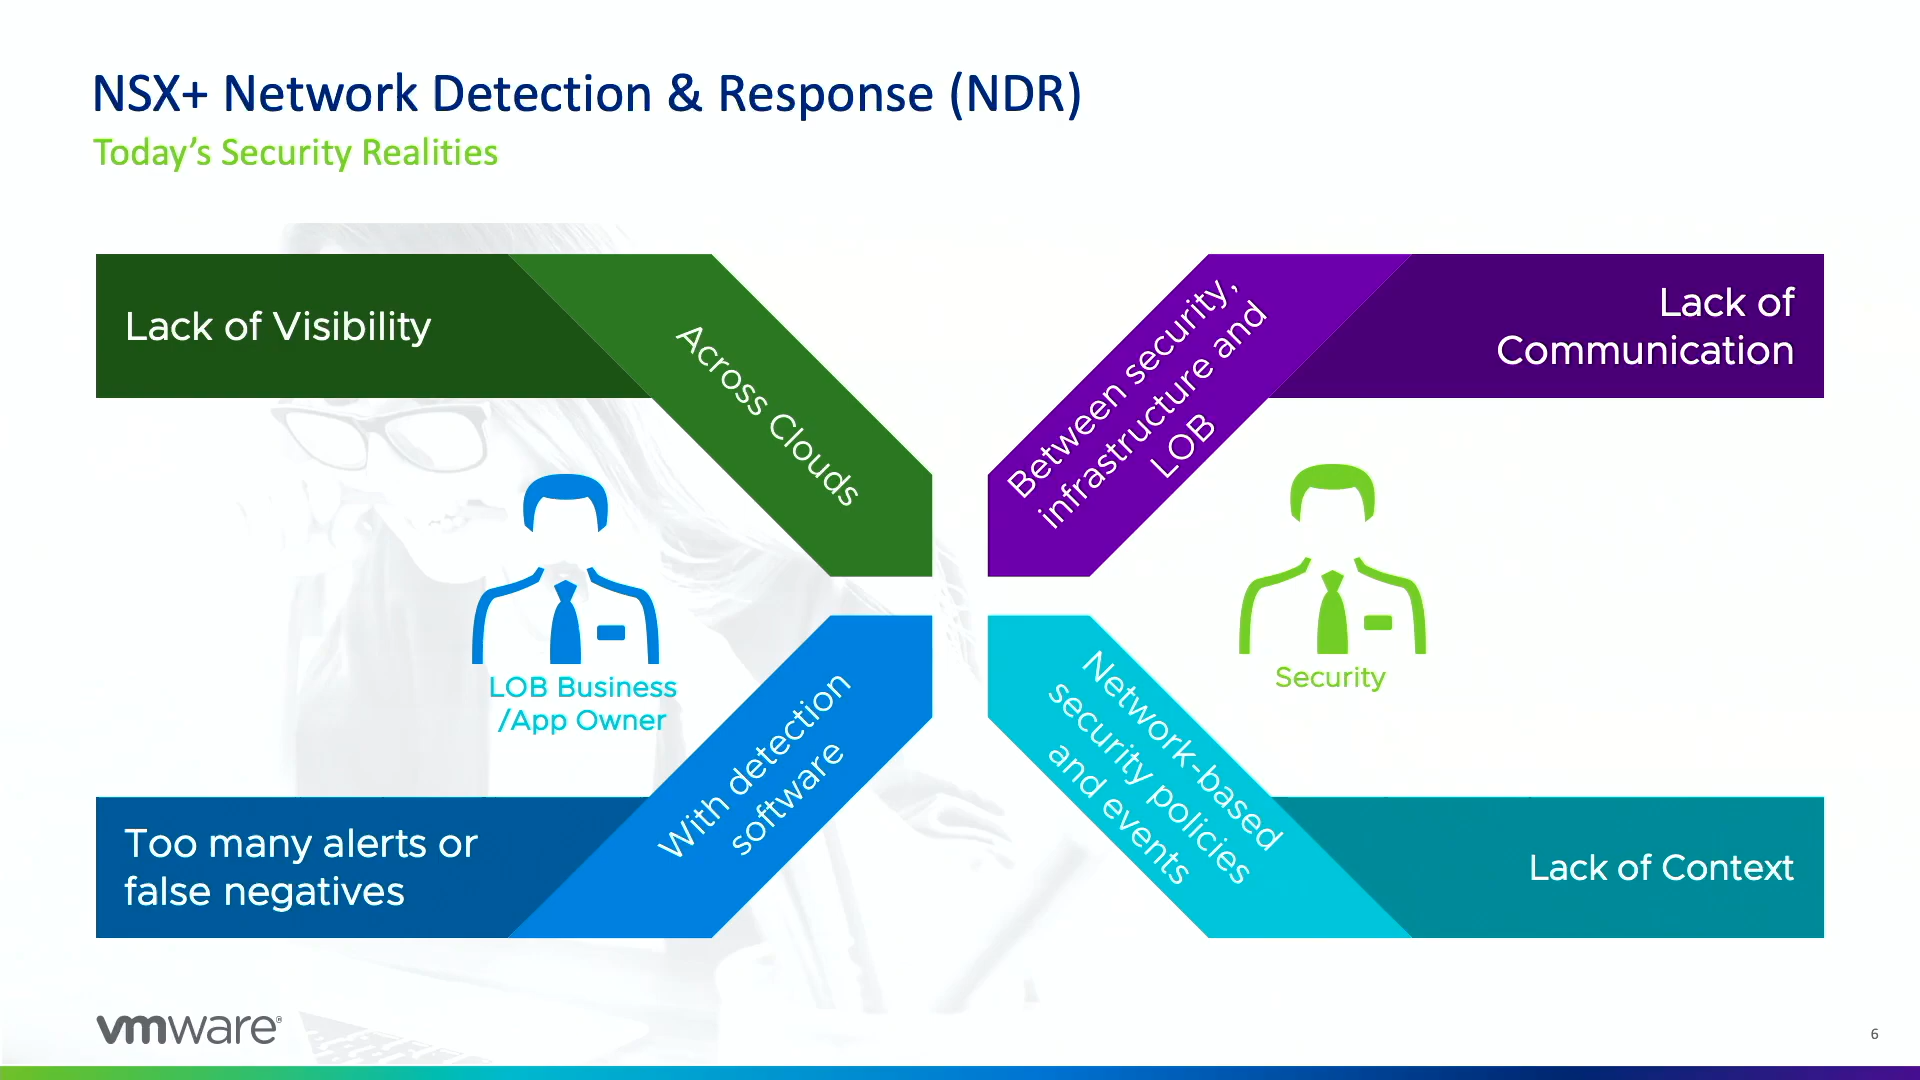 NSX+ Network Detection & Response (NDR)
Today's Security Realities
Lack of Visibility
Across Clouds
Between security,
infrastructure and
LOB
Lack of
Communication
LOB Business
/App Owner
Security
Too many alerts or
false negatives
With detection
software
Network-based
security policies
and events
Lack of Context
vmware®
6